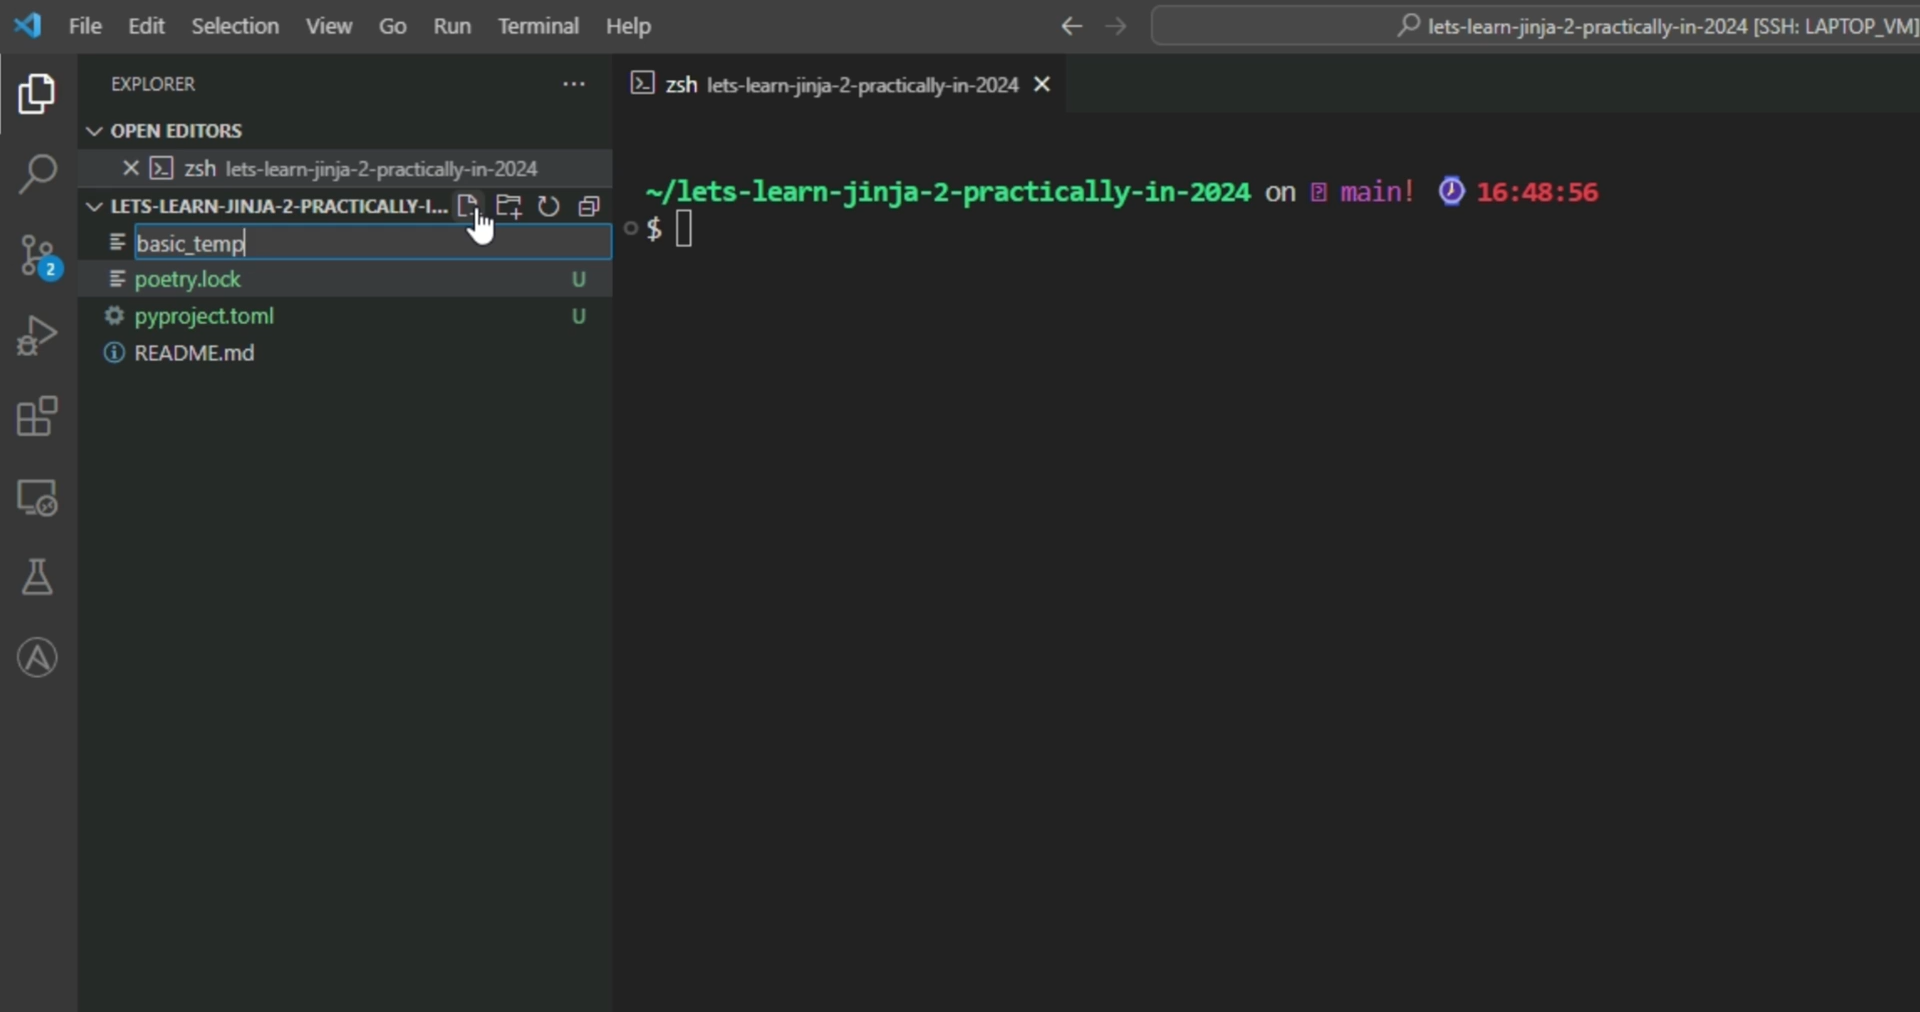 File Edit Selection View Go Run Terminal Help
lets-learn-jinja-2-practically-in-2024 [SSH: LAPTOP_VM]
EXPLORER ...
zsh lets-learn-jinja-2-practically-in-2024
OPEN EDITORS
zsh lets-learn-jinja-2-practically-in-2024
LETS-LEARN-JINJA-2-PRACTICALLY-I...
basic_temp
poetry.lock U
pyproject.toml U
README.md
2
~/lets-learn-jinja-2-practically-in-2024 on main! 16:48:56
$